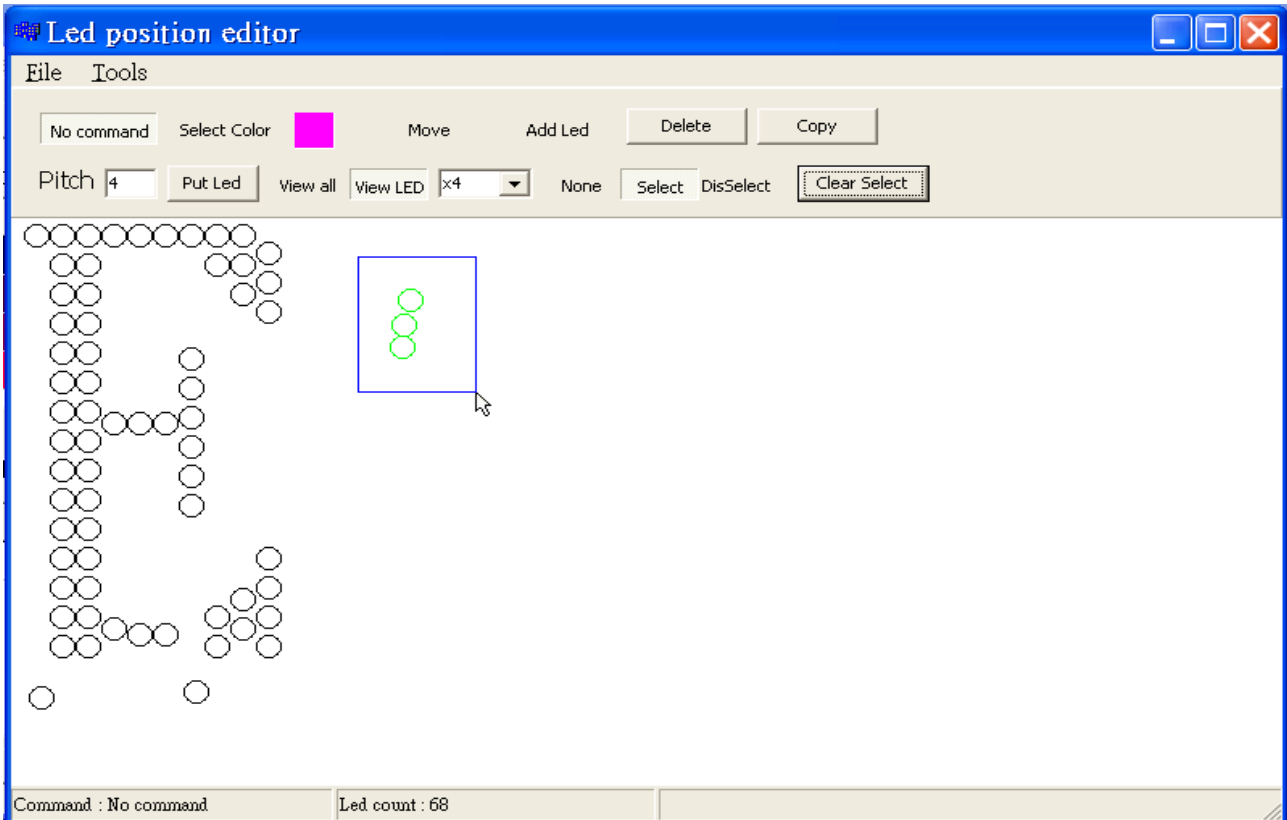 Led position editor
File Tools
No command Select Color Move Add Led Delete Copy
Pitch 4 Put Led View all View LED x4 None Select DisSelect Clear Select
Command : No command Led count : 68